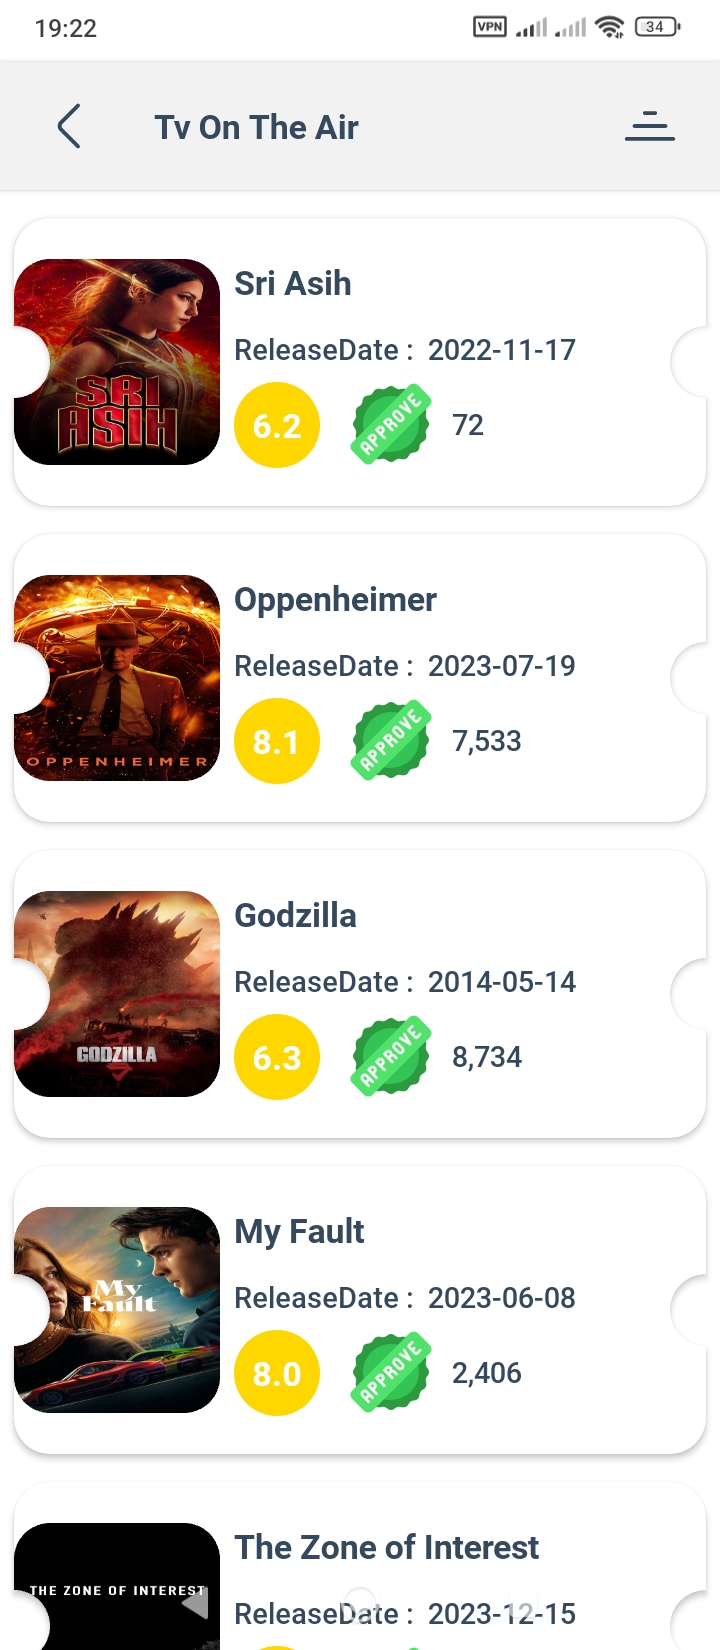 19:22
VPN
34
Tv On The Air
SRI
ASIH
Sri Asih
ReleaseDate : 2022-11-17
6.2
APPROVE
72
OPPENHEIMER
Oppenheimer
ReleaseDate : 2023-07-19
8.1
APPROVE
7,533
GODZILLA
Godzilla
ReleaseDate : 2014-05-14
6.3
APPROVE
8,734
My
Fault
My Fault
ReleaseDate : 2023-06-08
8.0
APPROVE
2,406
THE ZONE OF INTEREST
The Zone of Interest
ReleaseDate : 2023-12-15